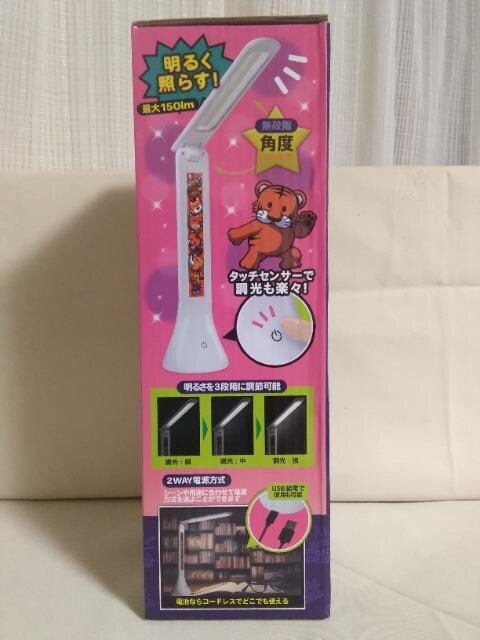 明るく
照らす!
最大150lm
無段階
角度
タッチセンサーで
調光も楽々!
明るさを3段階に調節可能
調光:弱
調光:中
調光:強
2WAY電源方式
シーンや用途に合わせて電源
方式を選ぶことができます
USB給電で
使用も可能
電池ならコードレスでどこでも使える